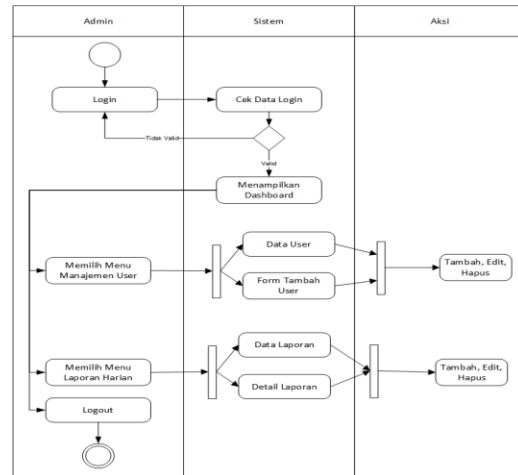 Admin
Sistem
Aksi
Login
Cek Data Login
Tidak Valid
Valid
Menampilkan
Dashboard
Memilih Menu
Manajemen User
Data User
Form Tambah
User
Tambah, Edit,
Hapus
Memilih Menu
Laporan Harian
Data Laporan
Detail Laporan
Tambah, Edit,
Hapus
Logout